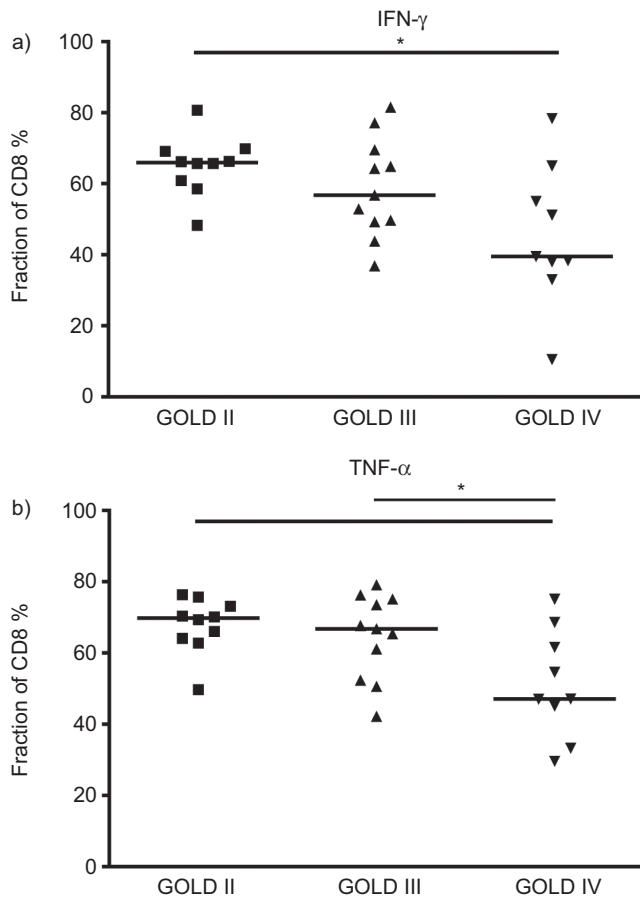 a)
IFN-γ
*
100
80
60
40
20
0
Fraction of CD8 %
GOLD II GOLD III GOLD IV
b)
TNF-α
*
100
80
60
40
20
0
Fraction of CD8 %
GOLD II GOLD III GOLD IV